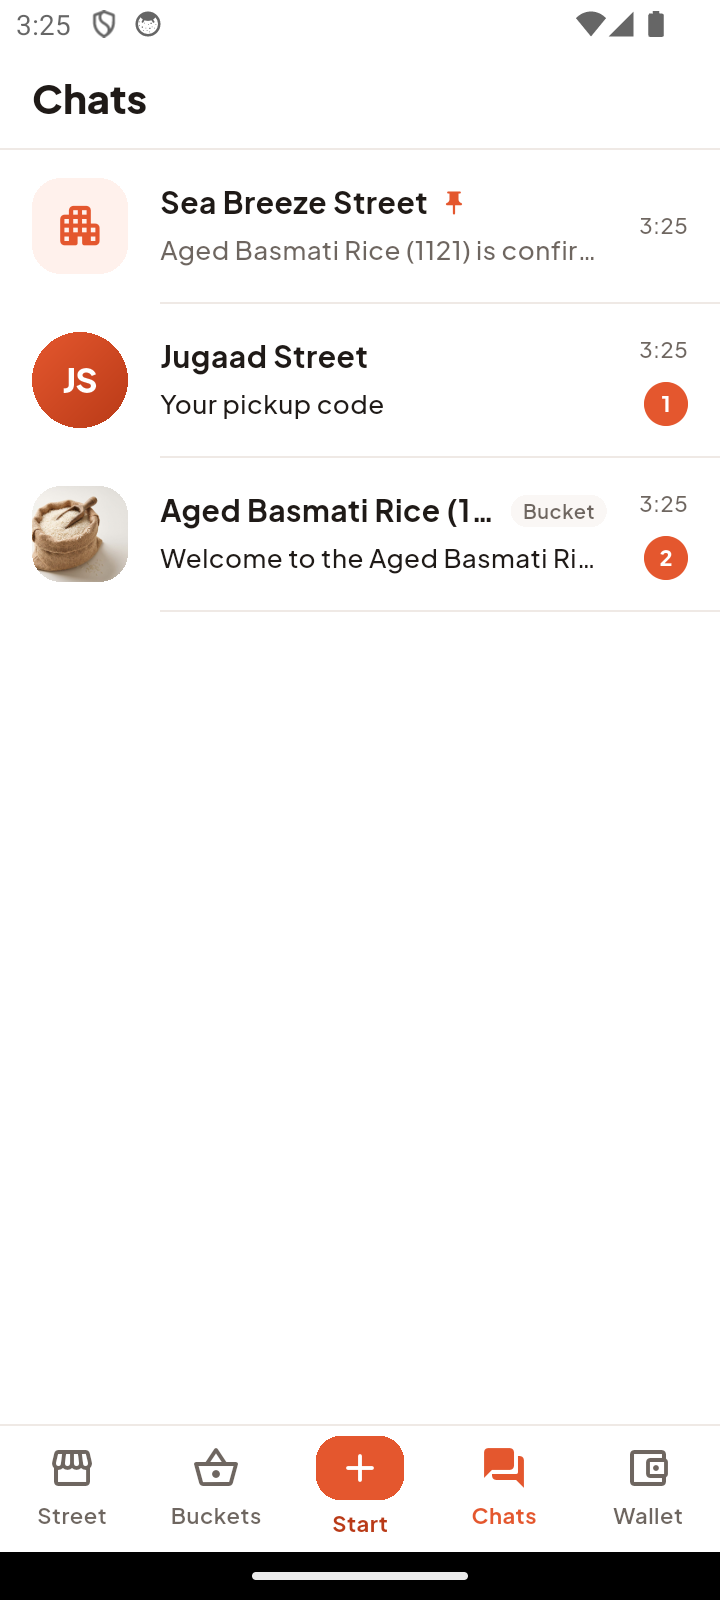 3:25
Chats
Sea Breeze Street
Aged Basmati Rice (1121) is confir…
3:25
JS
Jugaad Street
Your pickup code
3:25
1
Aged Basmati Rice (1…
Bucket
Welcome to the Aged Basmati Ri…
3:25
2
Street
Buckets
Start
Chats
Wallet